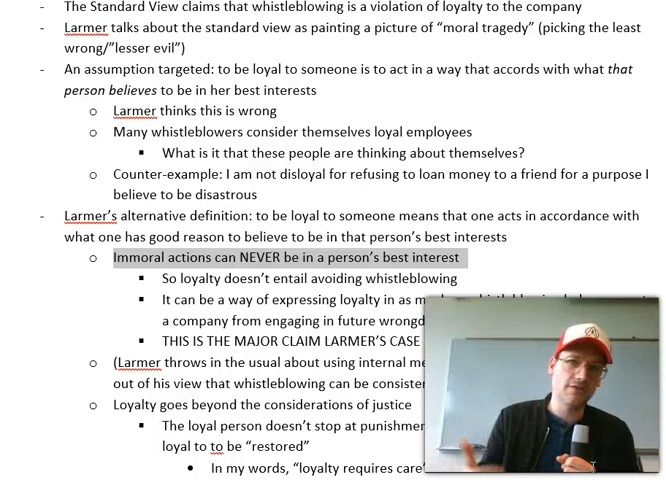 - The Standard View claims that whistleblowing is a violation of loyalty to the company
- Larmer talks about the standard view as painting a picture of “moral tragedy” (picking the least
wrong/”lesser evil”)
- An assumption targeted: to be loyal to someone is to act in a way that accords with what that
person believes to be in her best interests
o Larmer thinks this is wrong
o Many whistleblowers consider themselves loyal employees
▪ What is it that these people are thinking about themselves?
o Counter-example: I am not disloyal for refusing to loan money to a friend for a purpose I
believe to be disastrous
- Larmer’s alternative definition: to be loyal to someone means that one acts in accordance with
what one has good reason to believe to be in that person’s best interests
o Immoral actions can NEVER be in a person’s best interest
▪ So loyalty doesn’t entail avoiding whistleblowing
▪ It can be a way of expressing loyalty in as
a company from engaging in future
▪ THIS IS THE MAJOR CLAIM LARMER’S CASE
o (Larmer throws in the usual about using internal
out of his view that whistleblowing can be
o Loyalty goes beyond the considerations of justice
▪ The loyal person doesn’t stop at
loyal to to be “restored”
• In my words, “loyalty requires care”